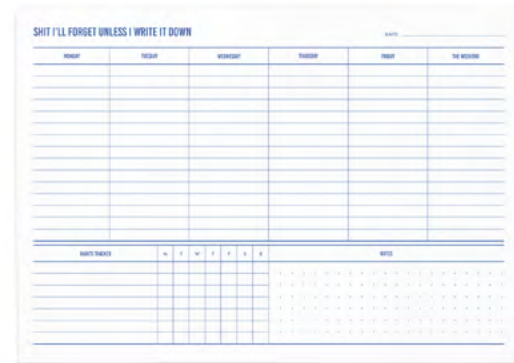 SHIT I'LL FORGET UNLESS I WRITE IT DOWN
DATE
MONDAY TUESDAY WEDNESDAY THURSDAY FRIDAY THE WEEKEND
HABITS TRACKER M T W T F S S NOTES